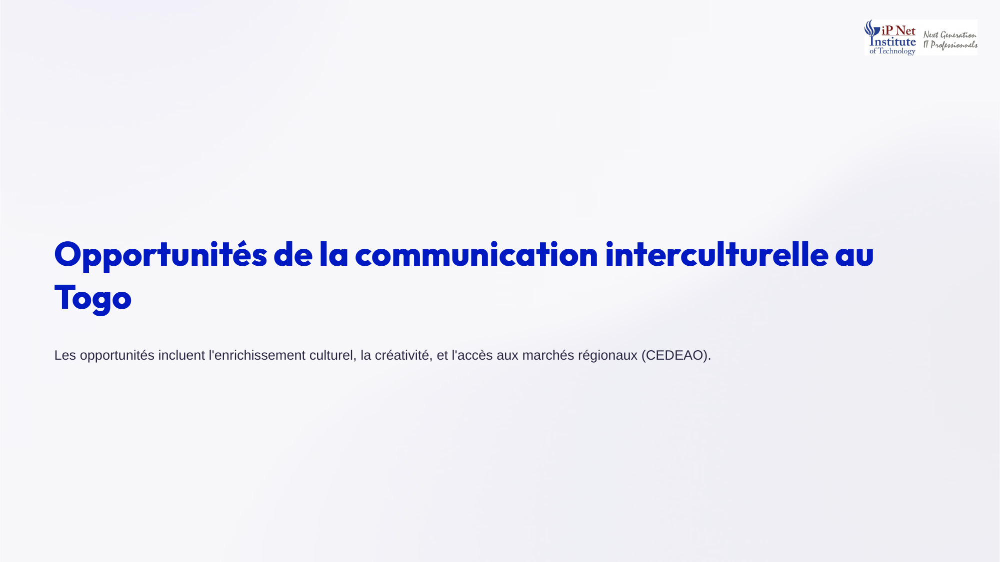 iP Net
Institute
of Technology
Next Generation
IT Professionnels
Opportunités de la communication interculturelle au
Togo
Les opportunités incluent l'enrichissement culturel, la créativité, et l'accès aux marchés régionaux (CEDEAO).